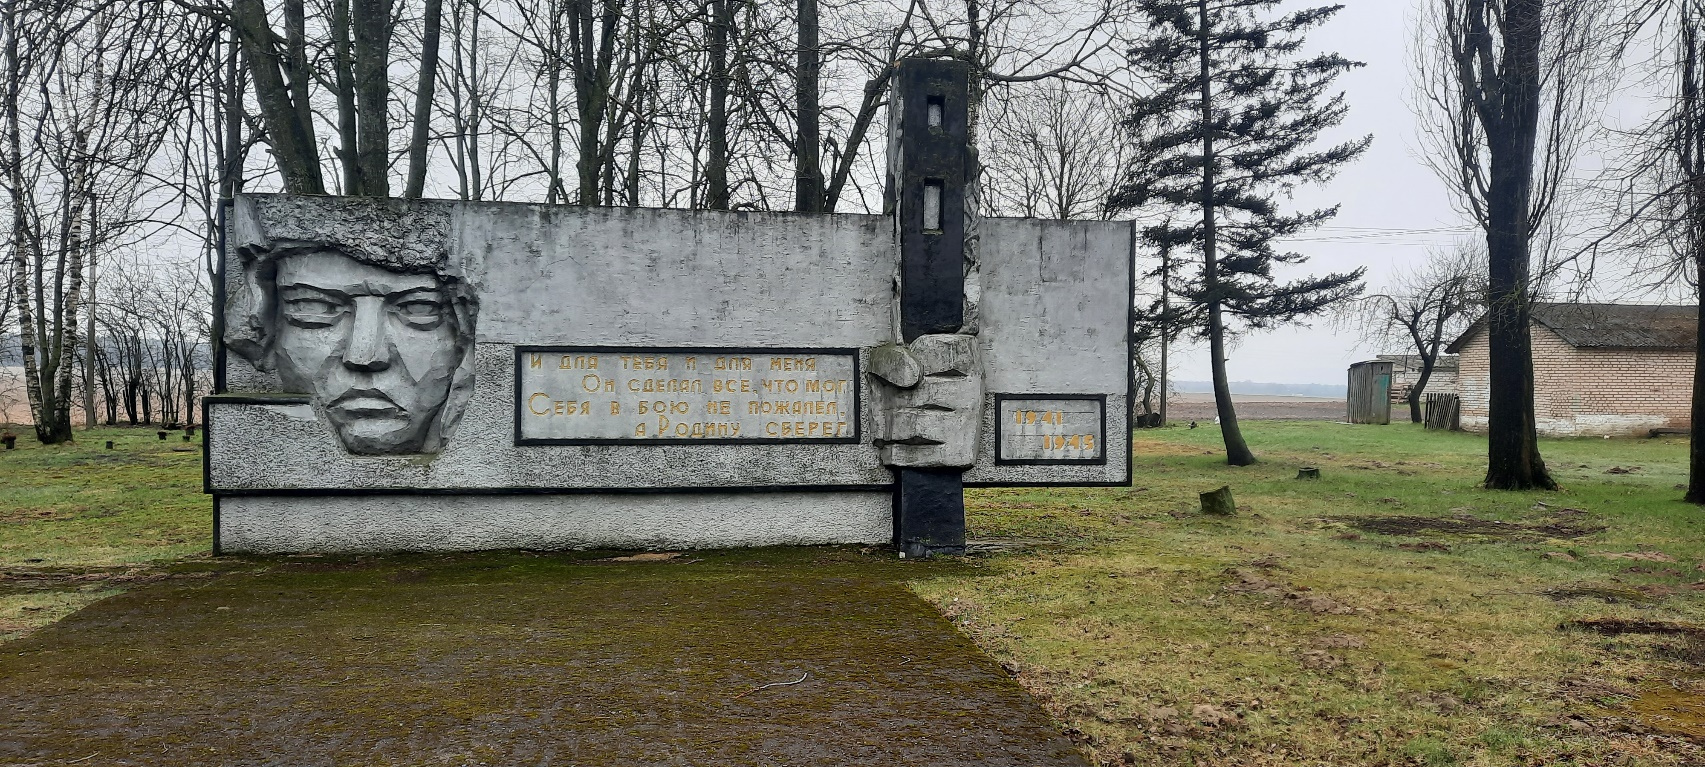 И для тебя и для меня
Он сделал все, что мог.
Себя в бою не пожалел,
а Родину сберег.
1941
1945